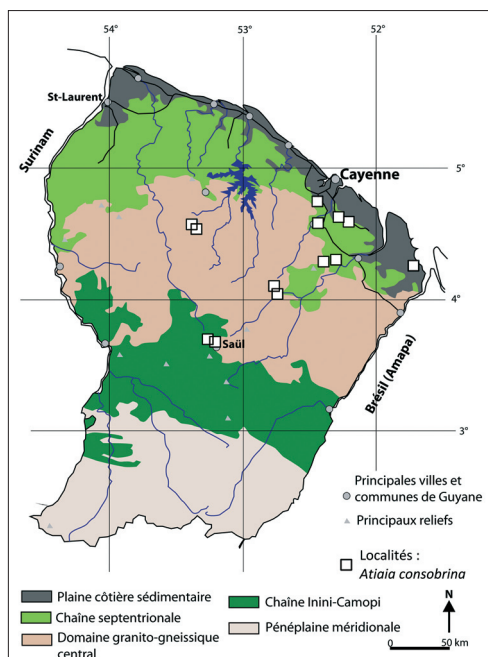 54°
53°
52°
St-Laurent
Surinam
Cayenne
5°
4°
Saül
Brésil (Amapa)
3°
Principales villes et
communes de Guyane
Principaux reliefs
Localités :
Atiaia consobrina
Plaine côtière sédimentaire
Chaîne septentrionale
Domaine granito-gneissique
central
Chaîne Inini-Camopi
Pénéplaine méridionale
N
0
50 km